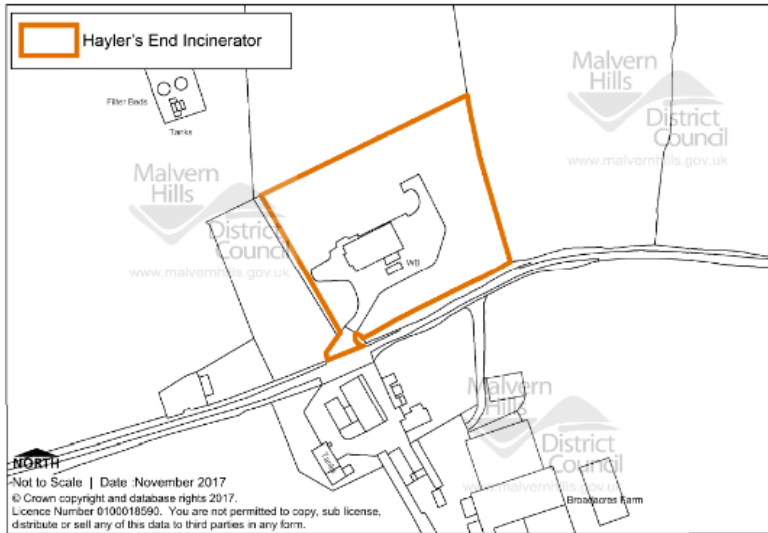 Hayler's End Incinerator
Filter Beds
Tanks
Malvern
Hills
District
Council
www.malvernhills.gov.uk
Malvern
Hills
District
Council
www.malvernhills.gov.uk
WB
Malvern
Hills
District
Council
www.malvernhills.gov.uk
Tanks
Broadacres Farm
NORTH
Not to Scale | Date :November 2017
© Crown copyright and database rights 2017.
Licence Number 0100018590. You are not permitted to copy, sub license,
distribute or sell any of this data to third parties in any form.